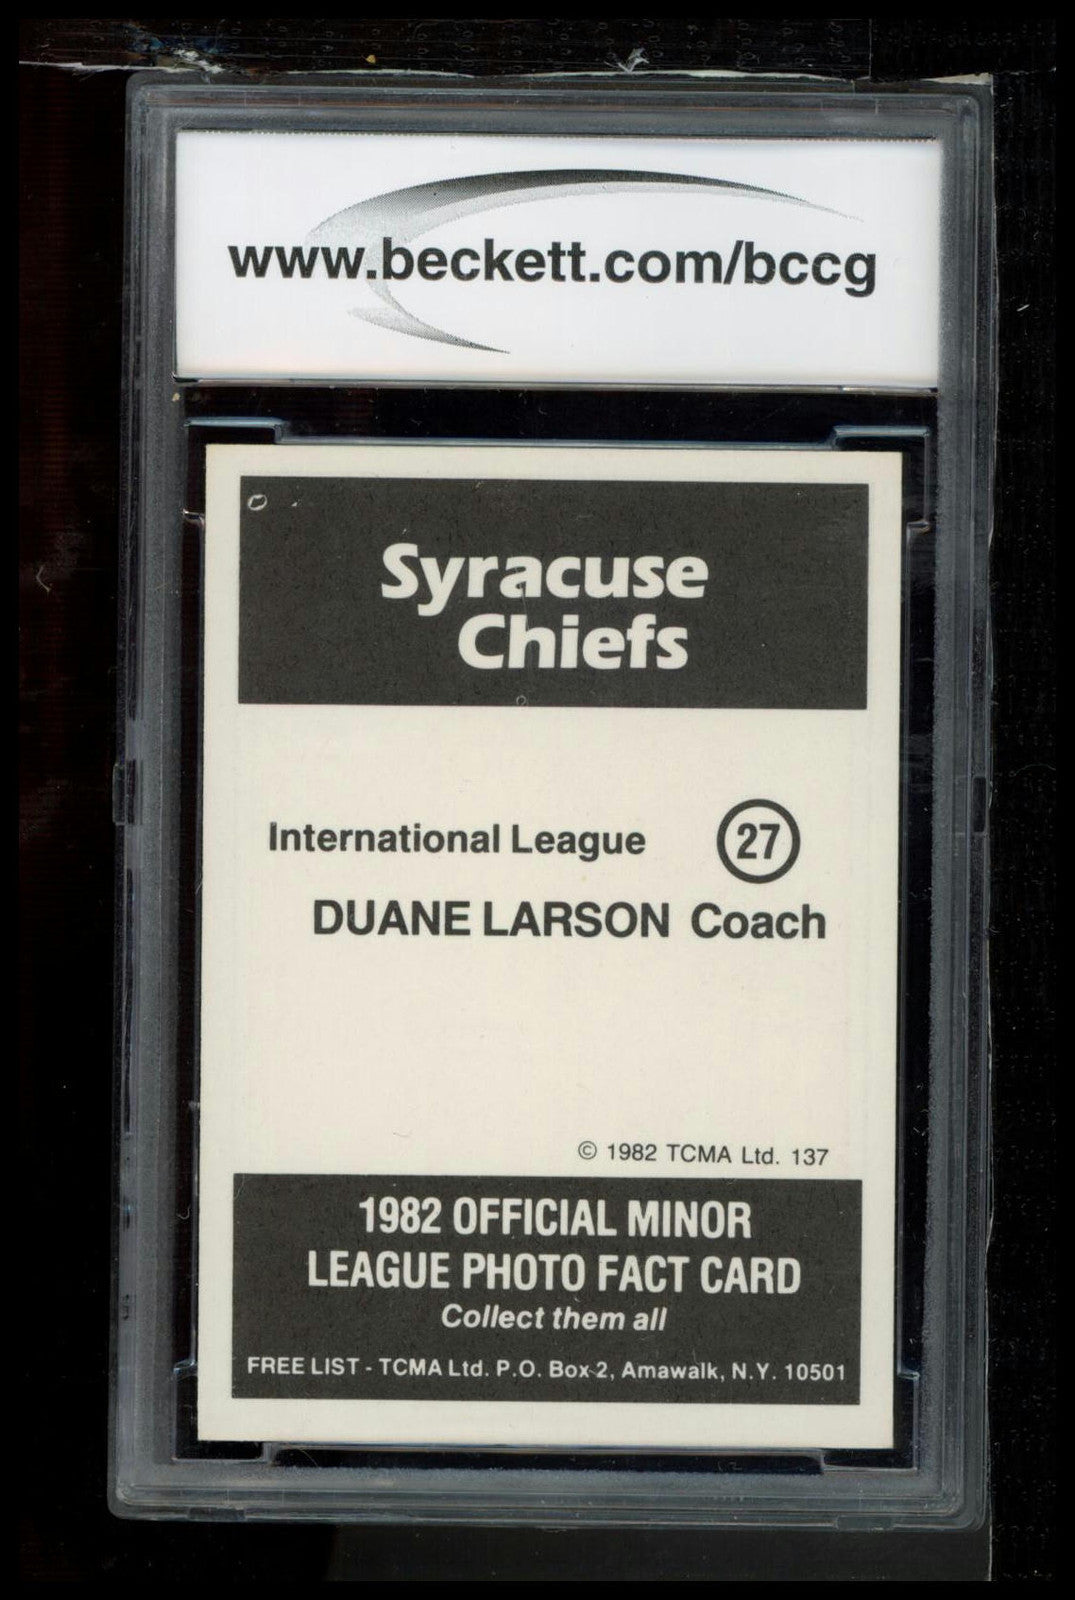 www.beckett.com/bccg
Syracuse
Chiefs
International League 27
DUANE LARSON Coach
© 1982 TCMA Ltd. 137
1982 OFFICIAL MINOR
LEAGUE PHOTO FACT CARD
Collect them all
FREE LIST - TCMA Ltd. P.O. Box 2, Amawalk, N.Y. 10501